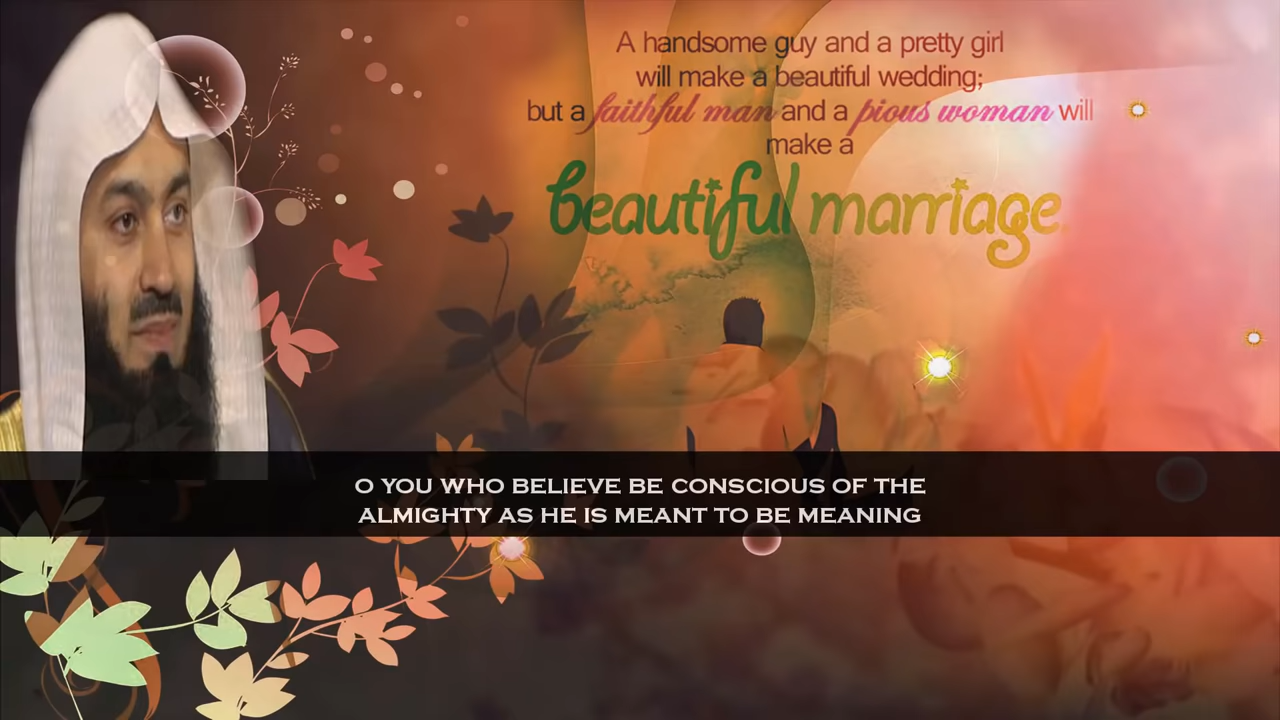 A handsome guy and a pretty girl
will make a beautiful wedding;
but a faithful man and a pious woman will
make a
beautiful marriage.
O YOU WHO BELIEVE BE CONSCIOUS OF THE
ALMIGHTY AS HE IS MEANT TO BE MEANING